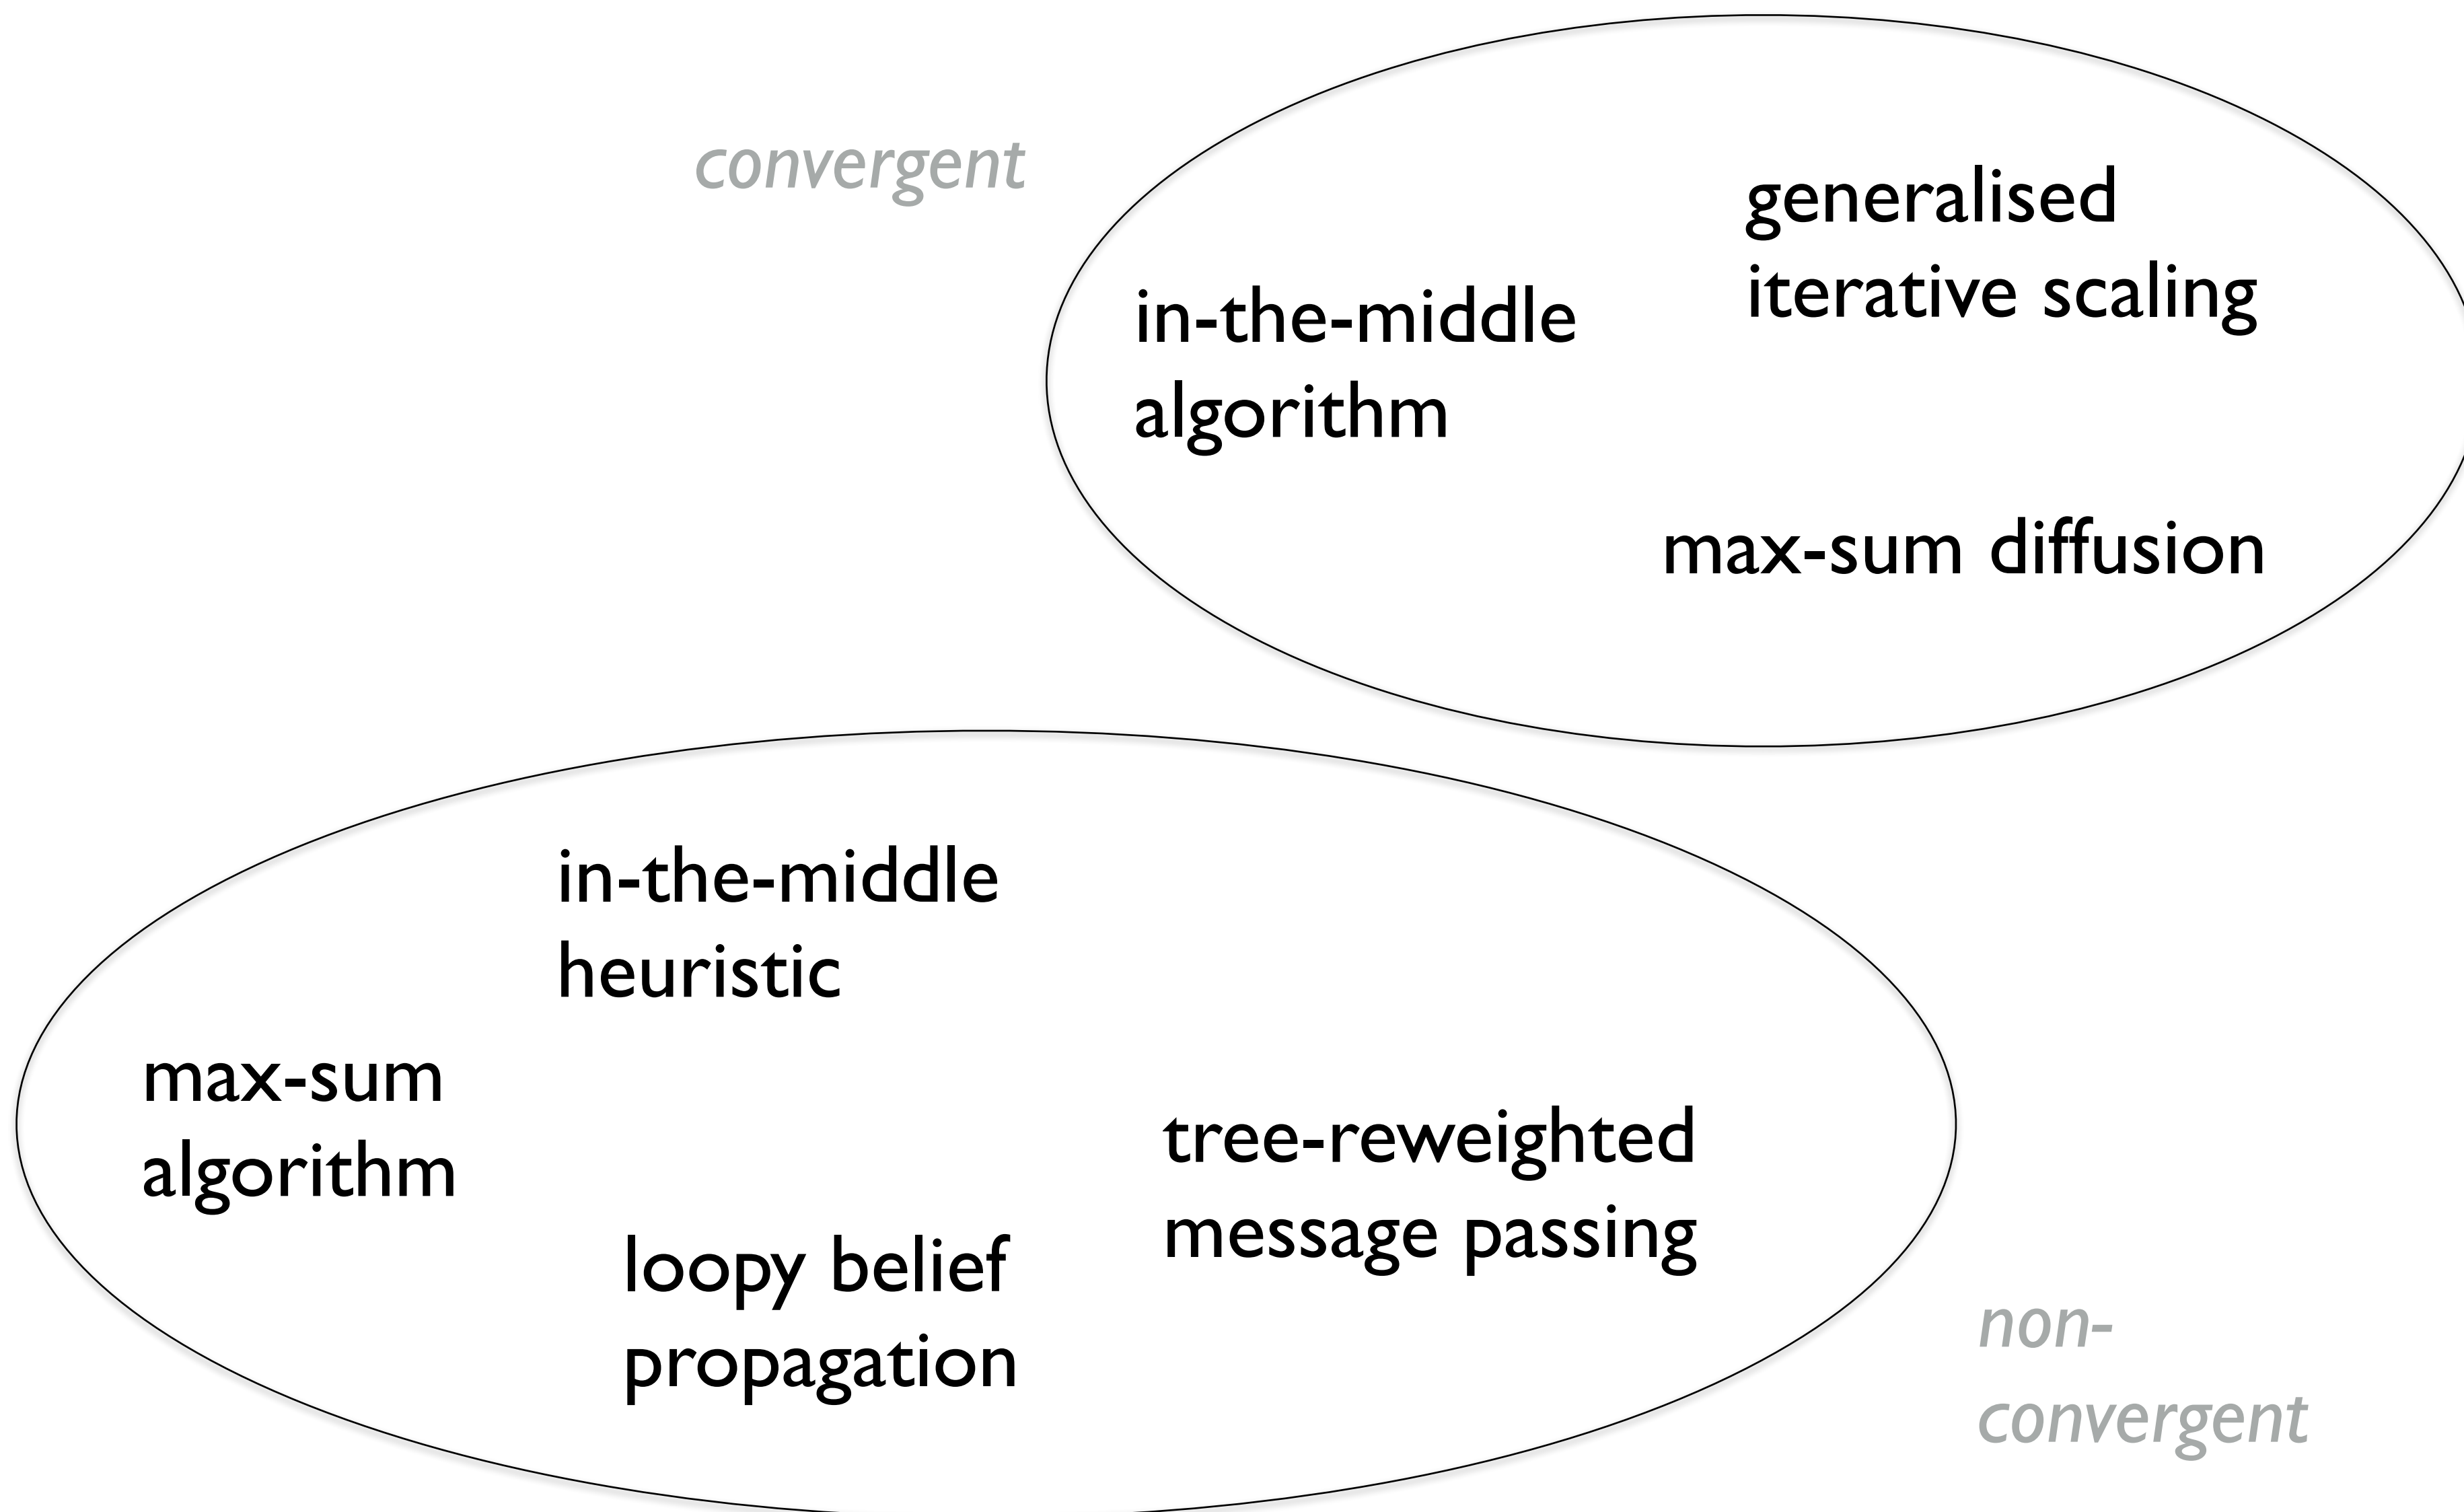 convergent
generalised
iterative scaling
in-the-middle
algorithm
max-sum diffusion
in-the-middle
heuristic
max-sum
algorithm
tree-reweighted
message passing
loopy belief
propagation
non-
convergent